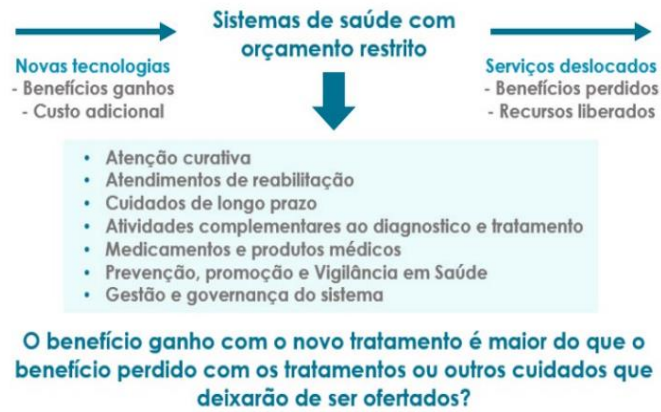 Sistemas de saúde com
orçamento restrito
Novas tecnologias
- Benefícios ganhos
- Custo adicional
Serviços deslocados
- Benefícios perdidos
- Recursos liberados
• Atenção curativa
• Atendimentos de reabilitação
• Cuidados de longo prazo
• Atividades complementares ao diagnostico e tratamento
• Medicamentos e produtos médicos
• Prevenção, promoção e Vigilância em Saúde
• Gestão e governança do sistema
O benefício ganho com o novo tratamento é maior do que o
benefício perdido com os tratamentos ou outros cuidados que
deixarão de ser ofertados?